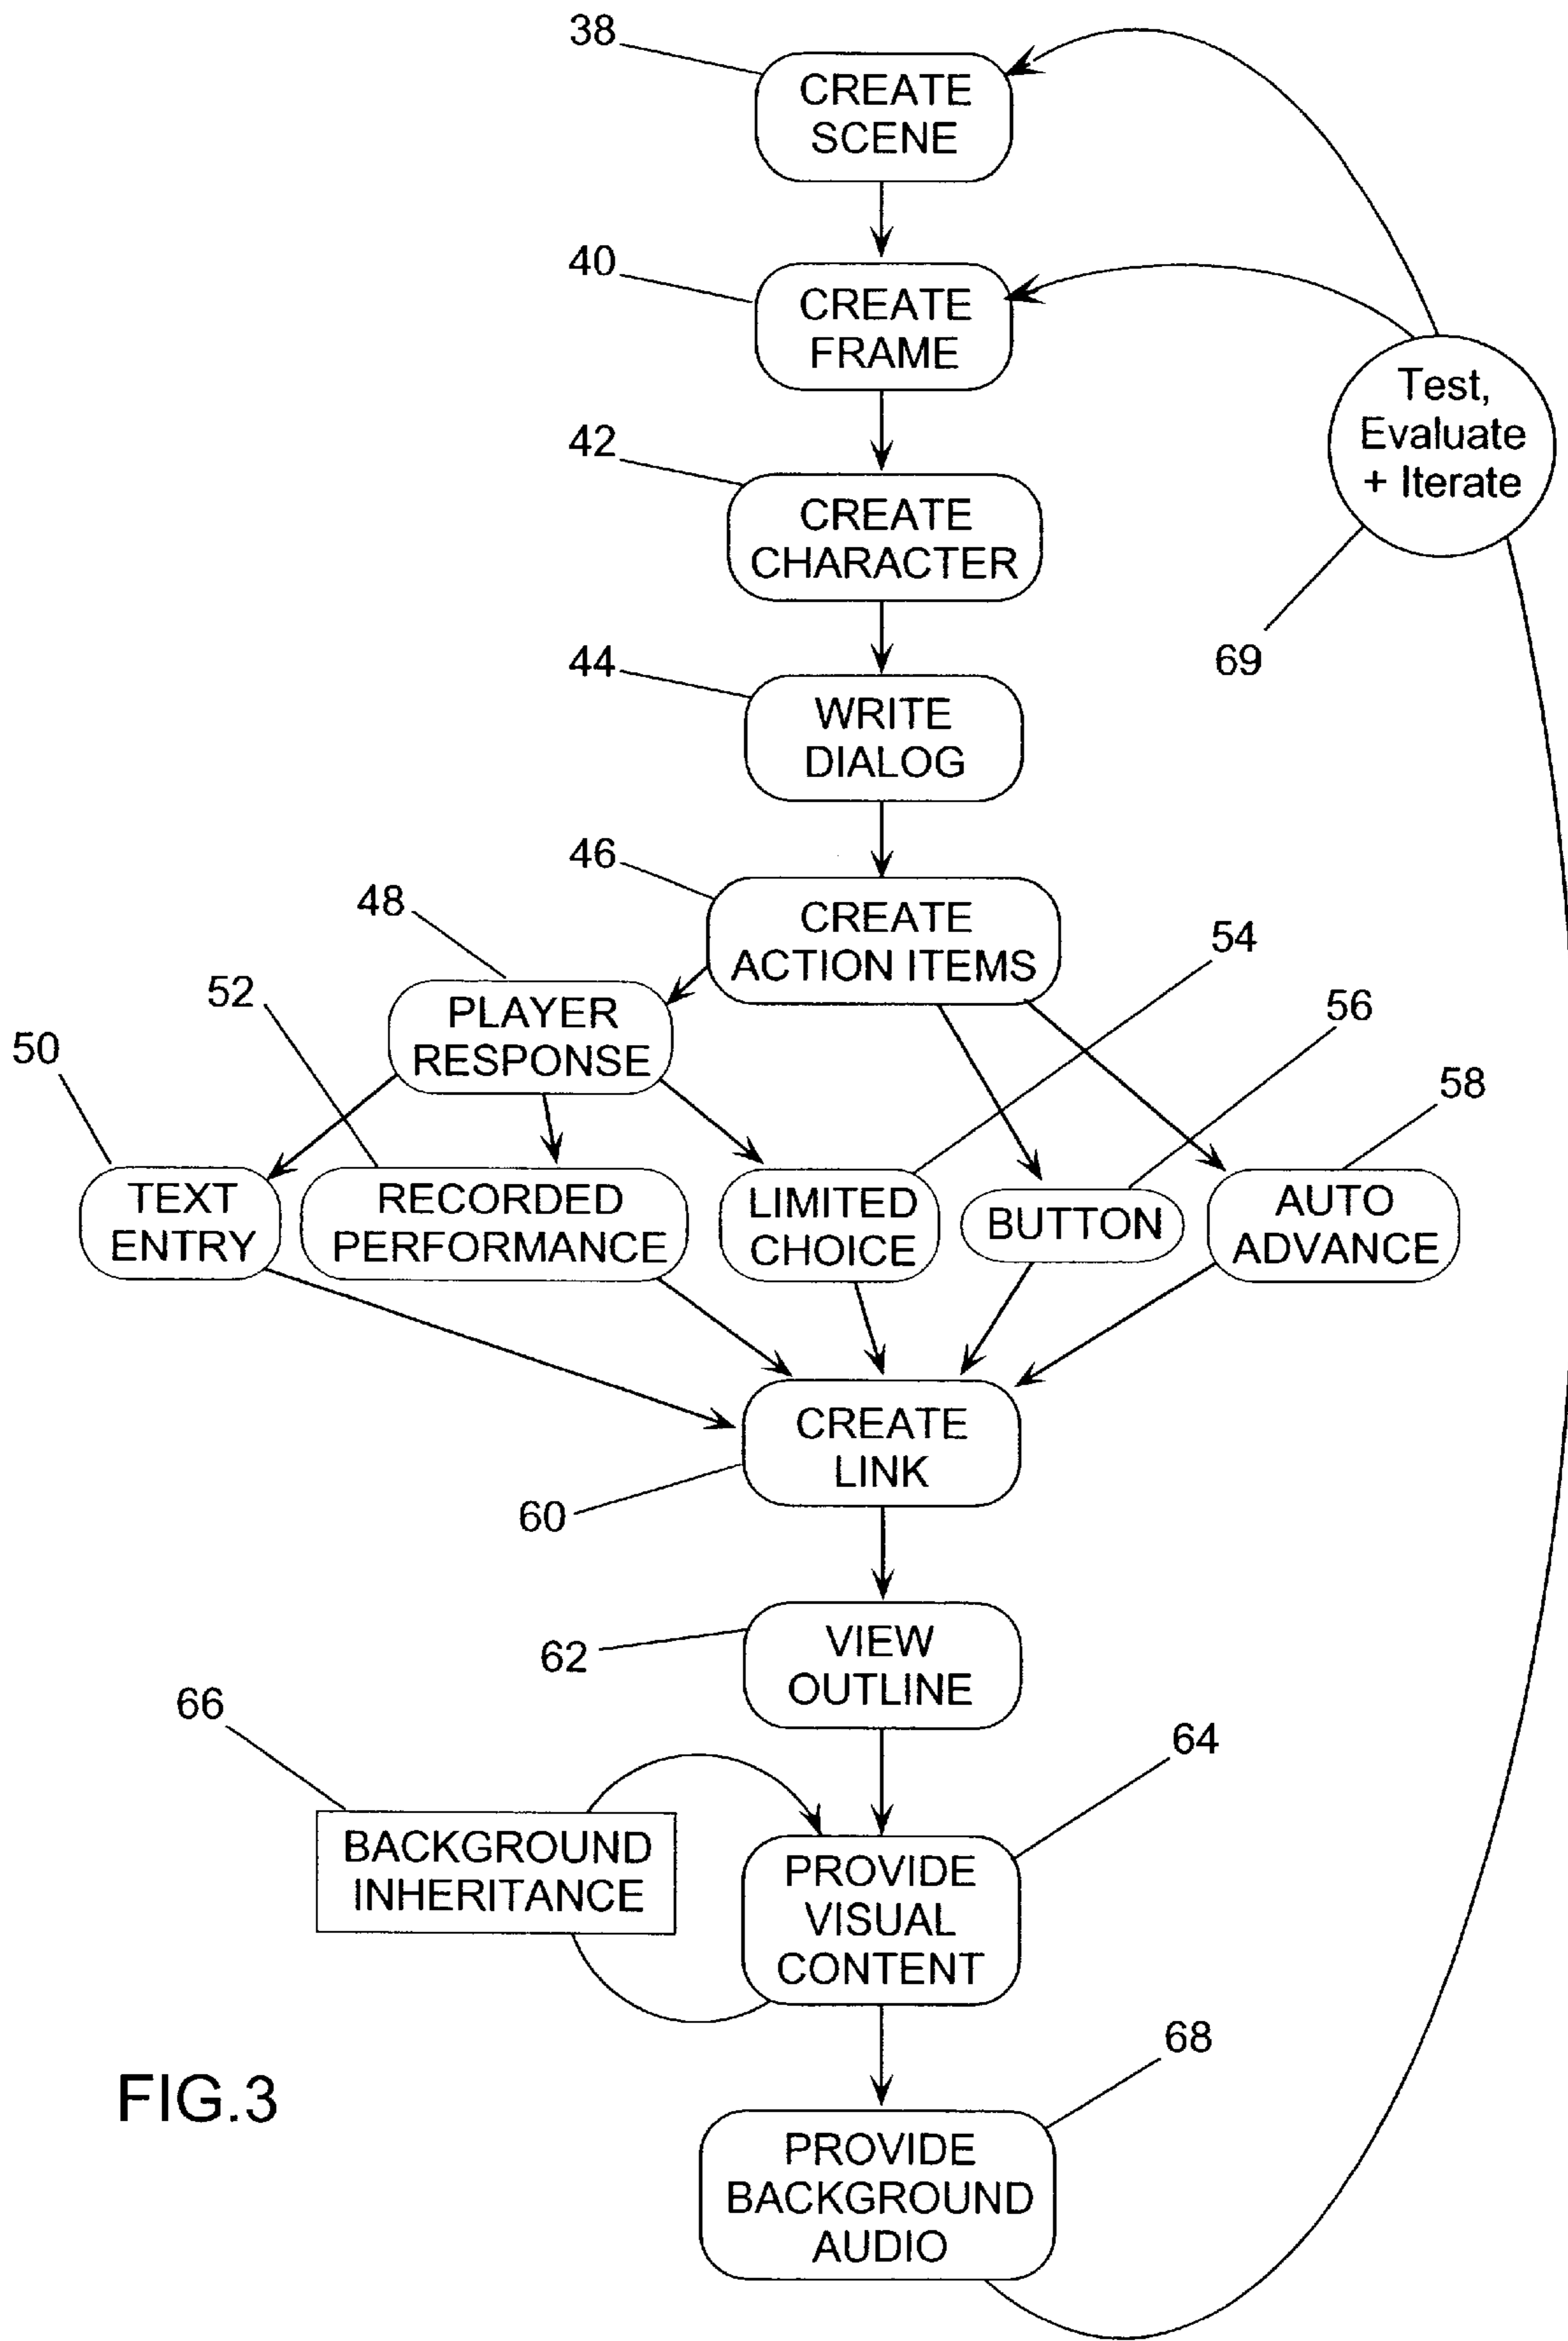 38
CREATE
SCENE
40
CREATE
FRAME
Test,
Evaluate
+ Iterate
42
CREATE
CHARACTER
69
44
WRITE
DIALOG
46
CREATE
ACTION ITEMS
48
PLAYER
RESPONSE
54
52
56
50
58
TEXT
ENTRY
RECORDED
PERFORMANCE
LIMITED
CHOICE
BUTTON
AUTO
ADVANCE
CREATE
LINK
60
VIEW
OUTLINE
62
66
64
BACKGROUND
INHERITANCE
PROVIDE
VISUAL
CONTENT
68
FIG.3
PROVIDE
BACKGROUND
AUDIO